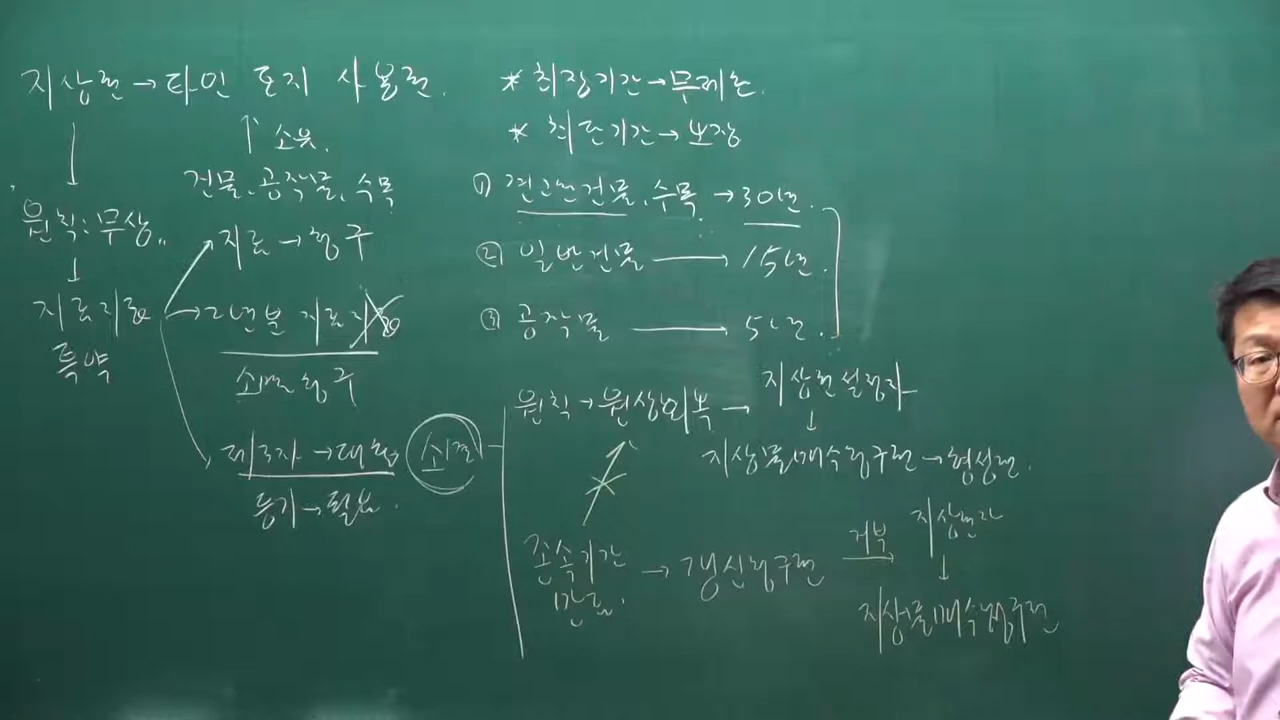 지상권 → 타인 토지 사용권.
↑ 소유.
건물, 공작물, 수목
↓
원칙: 무상..
↓
지료지급
특약
지료 → 청구
→ 2년분 지료지급
소멸청구
제3자 → 대항
등기 → 필요.
* 최장기간 → 무제한.
* 최단기간 → 보장
① 견고한 건물, 수목 → 30년.
② 일반건물 → 15년.
③ 공작물 → 5년.
소멸
원칙 → 원상회복 → 지상권설정자
↓
지상물매수청구권 → 형성권.
존속기간
만료.
→ 갱신청구권
거부
→
지상권자
↓
지상물매수청구권